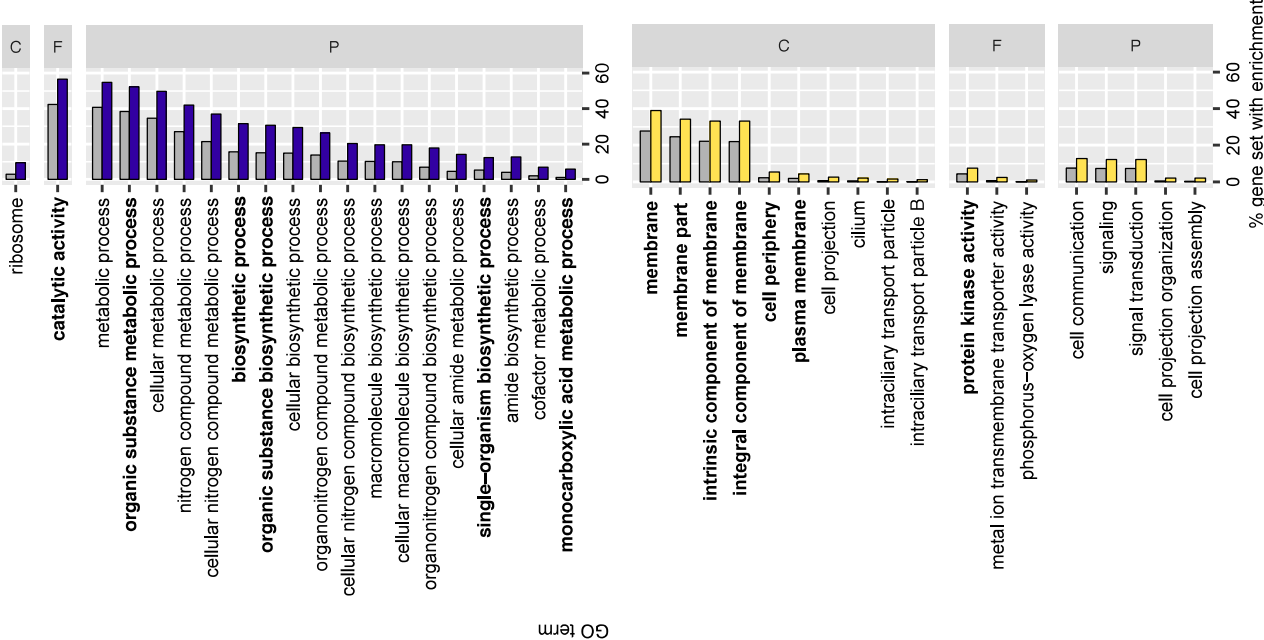 C
F
P
0
20
40
60
ribosome
catalytic activity
metabolic process
organic substance metabolic process
cellular metabolic process
nitrogen compound metabolic process
cellular nitrogen compound metabolic process
biosynthetic process
organic substance biosynthetic process
cellular biosynthetic process
organonitrogen compound metabolic process
cellular nitrogen compound biosynthetic process
macromolecule biosynthetic process
cellular macromolecule biosynthetic process
organonitrogen compound biosynthetic process
cellular amide metabolic process
single−organism biosynthetic process
amide biosynthetic process
cofactor metabolic process
monocarboxylic acid metabolic process
GO term
C
F
P
0
20
40
60
membrane
membrane part
intrinsic component of membrane
integral component of membrane
cell periphery
plasma membrane
cell projection
cilium
intraciliary transport particle
intraciliary transport particle B
protein kinase activity
metal ion transmembrane transporter activity
phosphorus−oxygen lyase activity
cell communication
signaling
signal transduction
cell projection organization
cell projection assembly
% gene set with enrichment